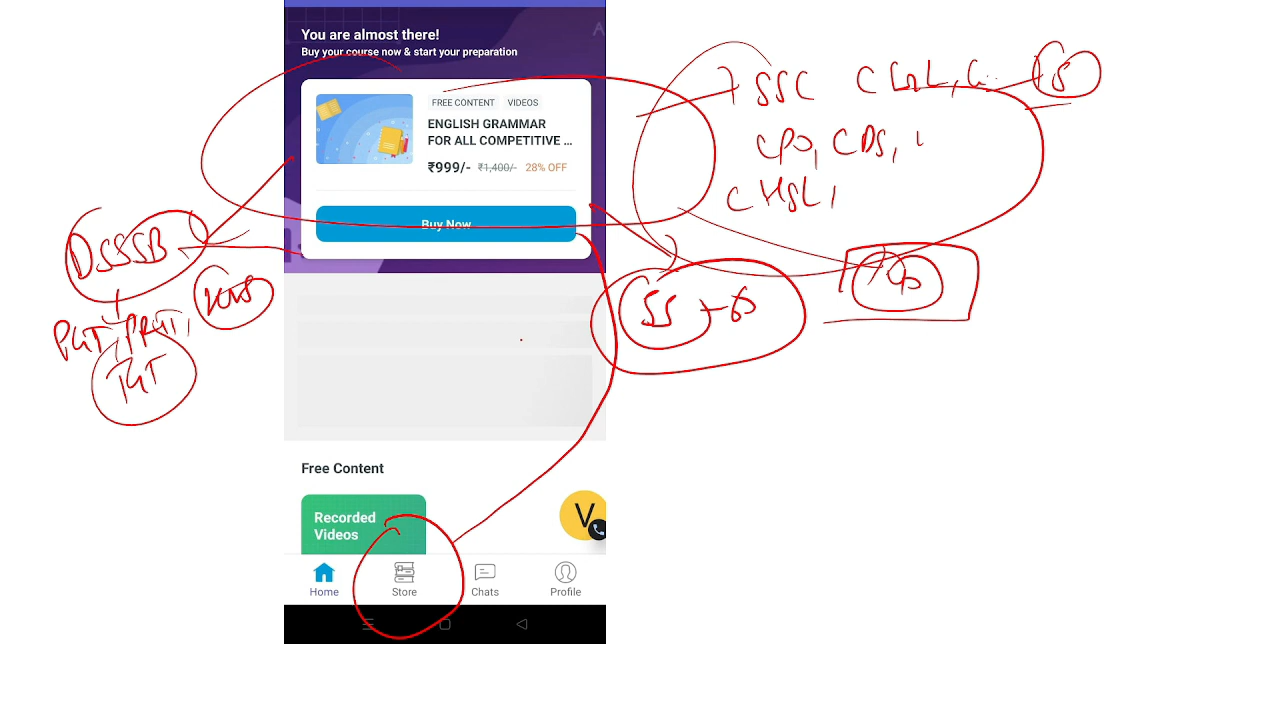 You are almost there!
Buy your course now & start your preparation
FREE CONTENT VIDEOS
ENGLISH GRAMMAR
FOR ALL COMPETITIVE ...
₹999/- ₹1,400/- 28% OFF
Buy Now
SSC CGL,
CPO, CDS,
CHSL,
DSSSB
KVS
PGT, PRT,
TGT
SS
Free Content
Recorded
Videos
V
Home Store Chats Profile